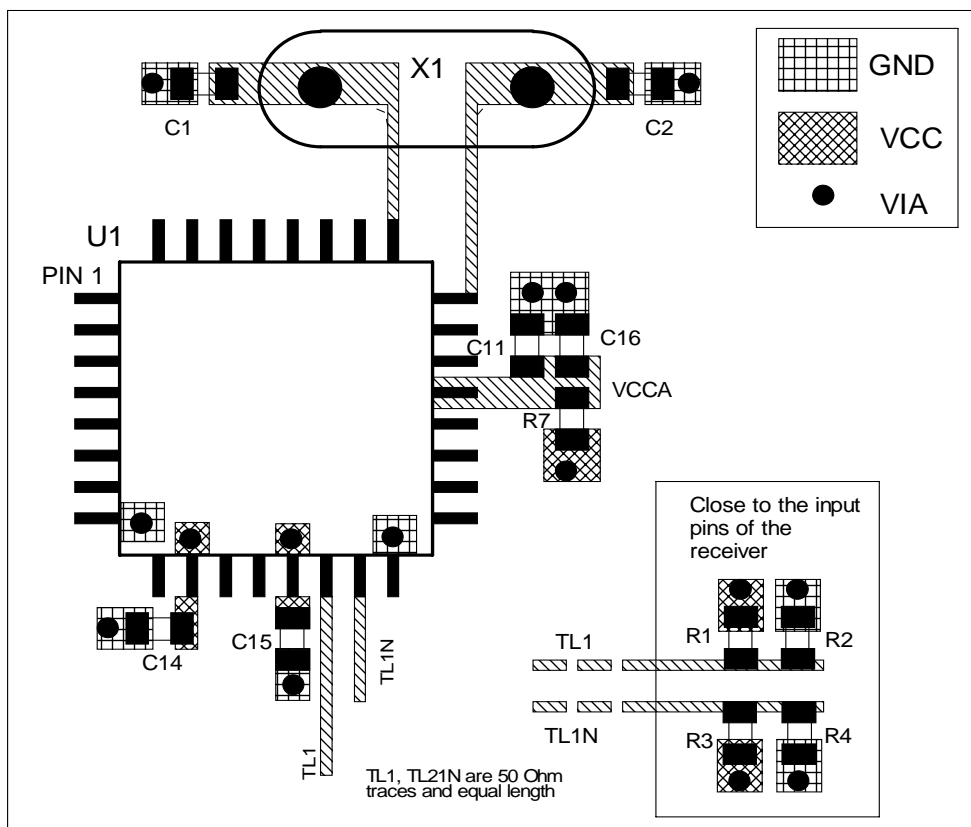 X1
C1
C2
GND
VCC
VIA
U1
PIN 1
C11
C16
VCCA
R7
Close to the input
pins of the
receiver
C14
C15
TL1
TL1N
R1
R2
TL1
TL1N
R3
R4
TL1, TL21N are 50 Ohm
traces and equal length